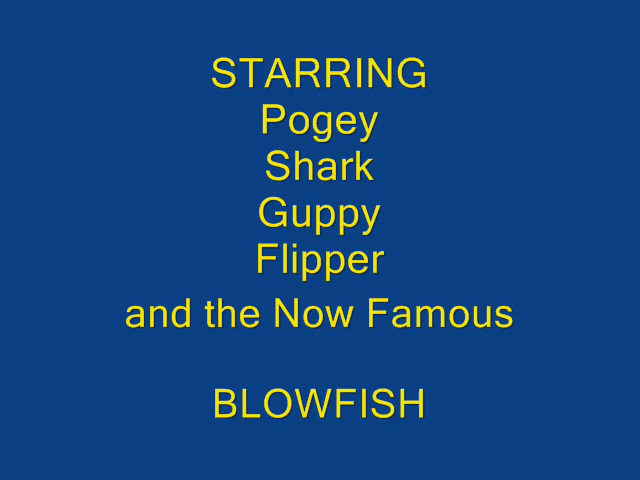 STARRING
Pogey
Shark
Guppy
Flipper
and the Now Famous
BLOWFISH